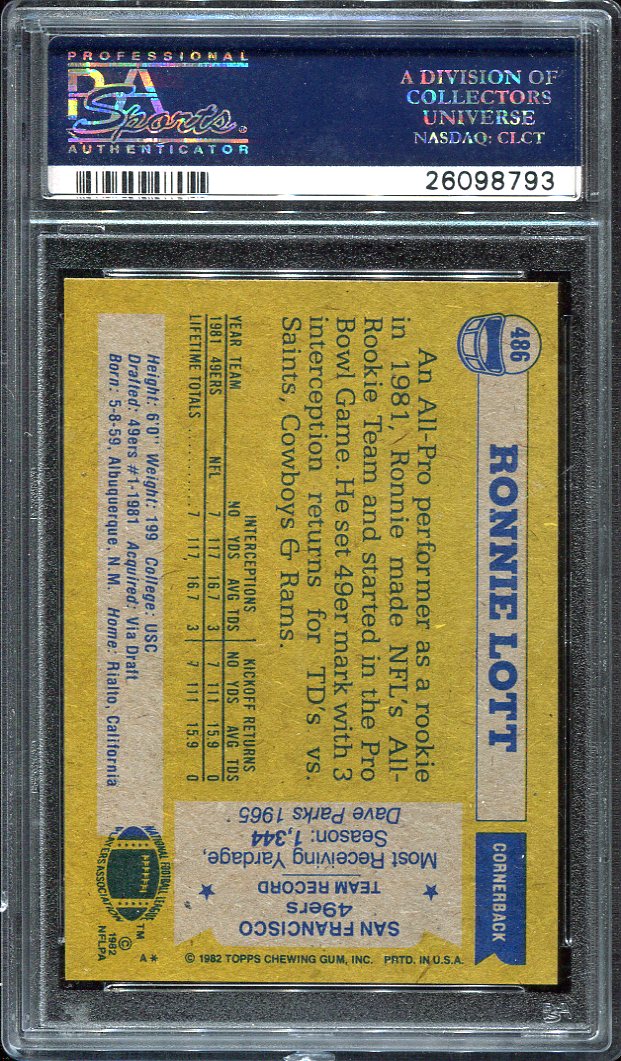 PROFESSIONAL
PSA
Sports
AUTHENTICATOR
A DIVISION OF
COLLECTORS
UNIVERSE
NASDAQ: CLCT
26098793
486
RONNIE LOTT
CORNERBACK
An All-Pro performer as a rookie
in 1981, Ronnie made NFL's All-
Rookie Team and started in the Pro
Bowl Game. He set 49er mark with 3
interception returns for TD's vs.
Saints, Cowboys & Rams.
INTERCEPTIONS KICKOFF RETURNS
YEAR TEAM NO YDS AVG TDS NO YDS AVG TDS
1981 49ERS NFL 7 117 16.7 3 7 111 15.9 0
LIFETIME TOTALS..........7 117, 16.7 3 7 111 15.9 0
Height: 6'0" Weight: 199 College: USC
Drafted: 49ers #1-1981 Acquired: Via Draft
Born: 5-8-59, Albuquerque, N.M. Home: Rialto, California
SAN FRANCISCO
49ers
TEAM RECORD
Most Receiving Yardage,
Season: 1,344
Dave Parks 1965
NATIONAL FOOTBALL LEAGUE
PLAYERS ASSOCIATION
TM
© 1982
NFLPA
A*
© 1982 TOPPS CHEWING GUM, INC. PRTD. IN U.S.A.